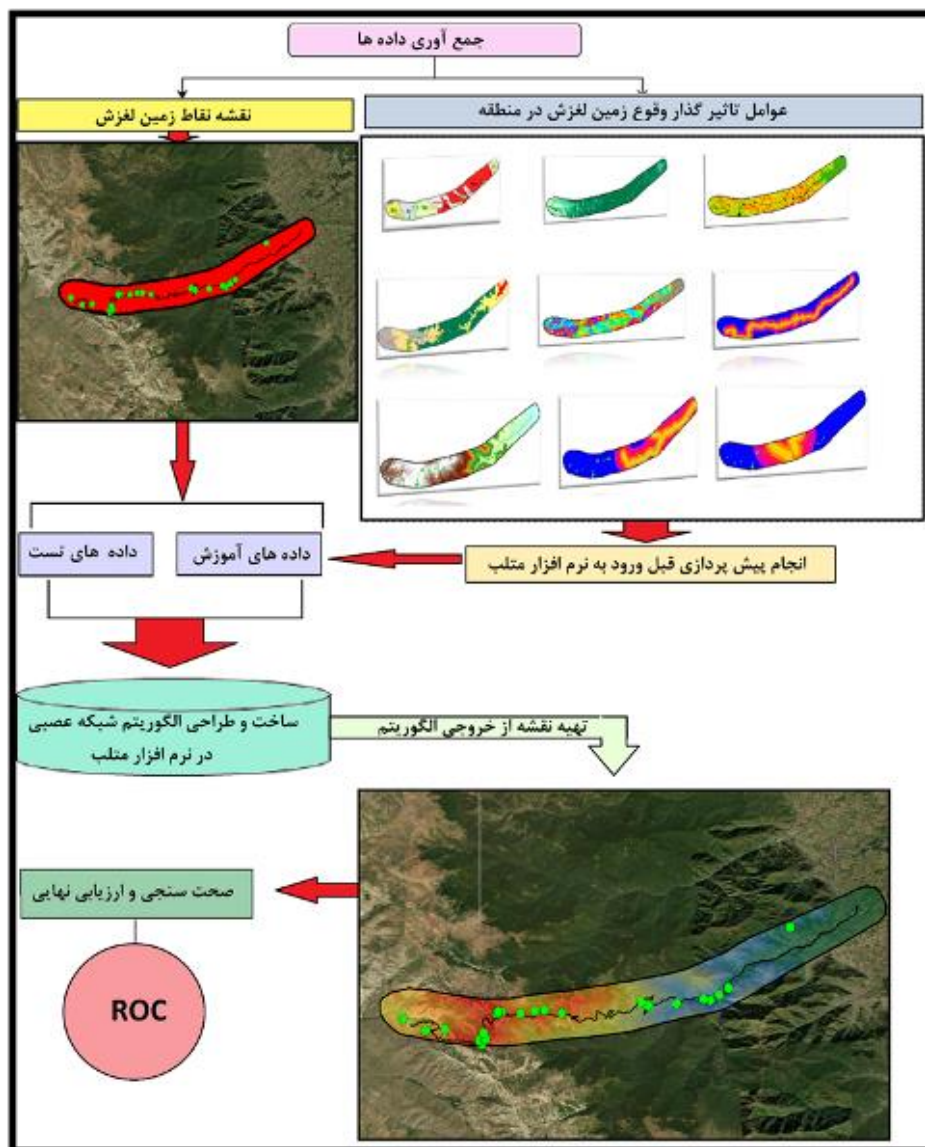 جمع آوری داده ها
عوامل تاثیر گذار وقوع زمین لغزش در منطقه
نقشه نقاط زمین لغزش
انجام پیش پردازی قبل ورود به نرم افزار متلب
داده های آموزش
داده های تست
ساخت و طراحی الگوریتم شبکه عصبی
در نرم افزار متلب
تهیه نقشه از خروجی الگوریتم
صحت سنجی و ارزیابی نهایی
ROC